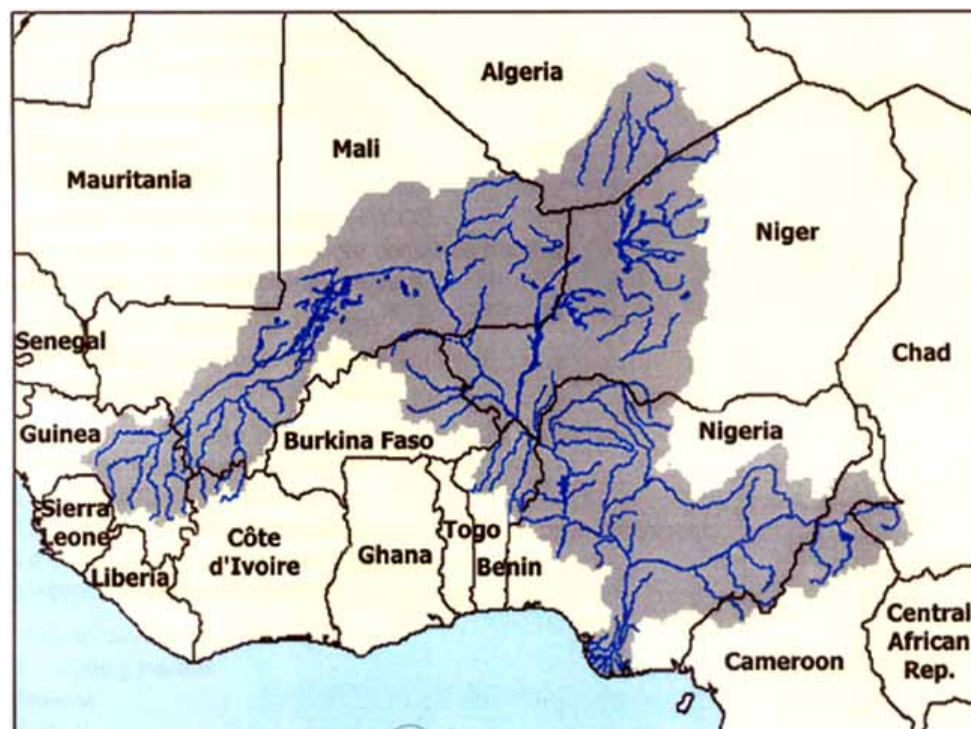 Algeria
Mali
Mauritania
Niger
Senegal
Chad
Guinea
Burkina Faso
Nigeria
Sierra
Leone
Côte
d'Ivoire
Ghana
Togo
Benin
Liberia
Central
African
Rep.
Cameroon